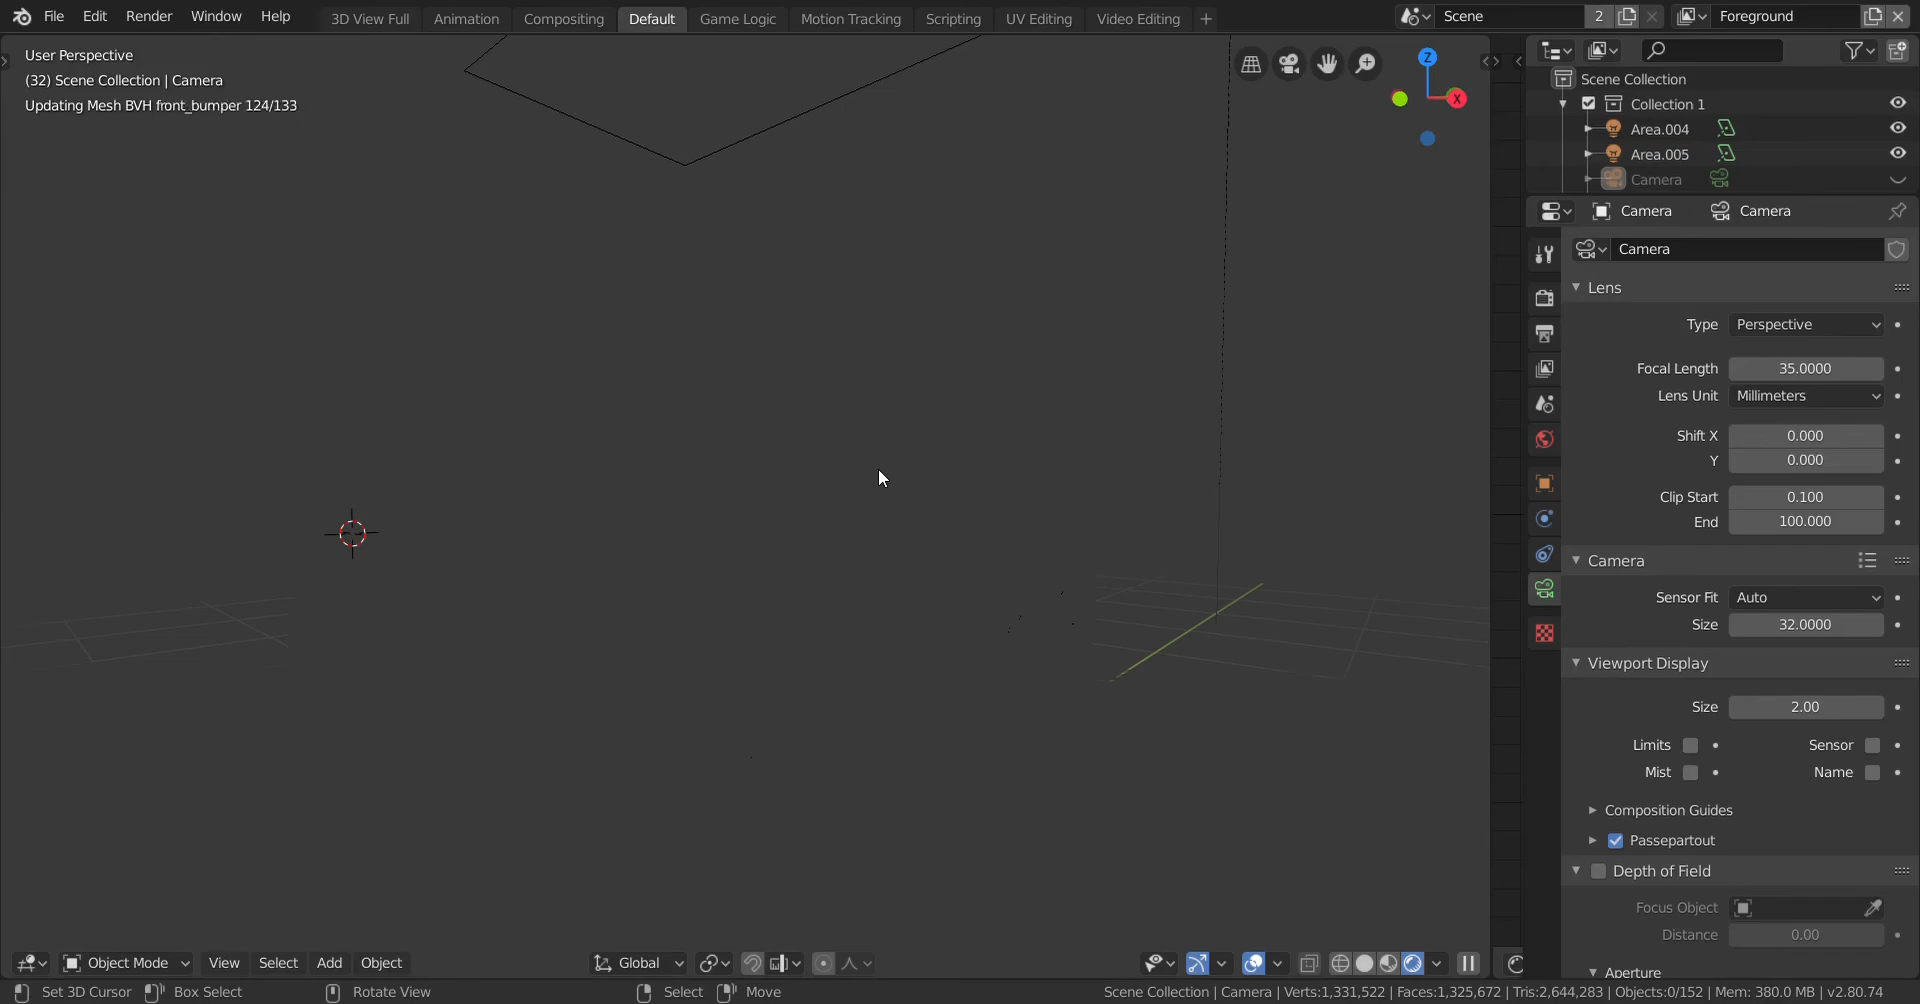 File Edit Render Window Help 3D View Full Animation Compositing Default Game Logic Motion Tracking Scripting UV Editing Video Editing + Scene 2 Foreground
User Perspective
(32) Scene Collection | Camera
Updating Mesh BVH front_bumper 124/133
Z
X
Scene Collection
Collection 1
Area.004
Area.005
Camera
Camera Camera
Camera
Lens
Type Perspective
Focal Length 35.0000
Lens Unit Millimeters
Shift X 0.000
Y 0.000
Clip Start 0.100
End 100.000
Camera
Sensor Fit Auto
Size 32.0000
Viewport Display
Size 2.00
Limits Sensor
Mist Name
Composition Guides
Passepartout
Depth of Field
Focus Object
Distance 0.00
Aperture
Object Mode View Select Add Object Global
Set 3D Cursor Box Select Rotate View Select Move Scene Collection | Camera | Verts:1,331,522 | Faces:1,325,672 | Tris:2,644,283 | Objects:0/152 | Mem: 380.0 MB | v2.80.74